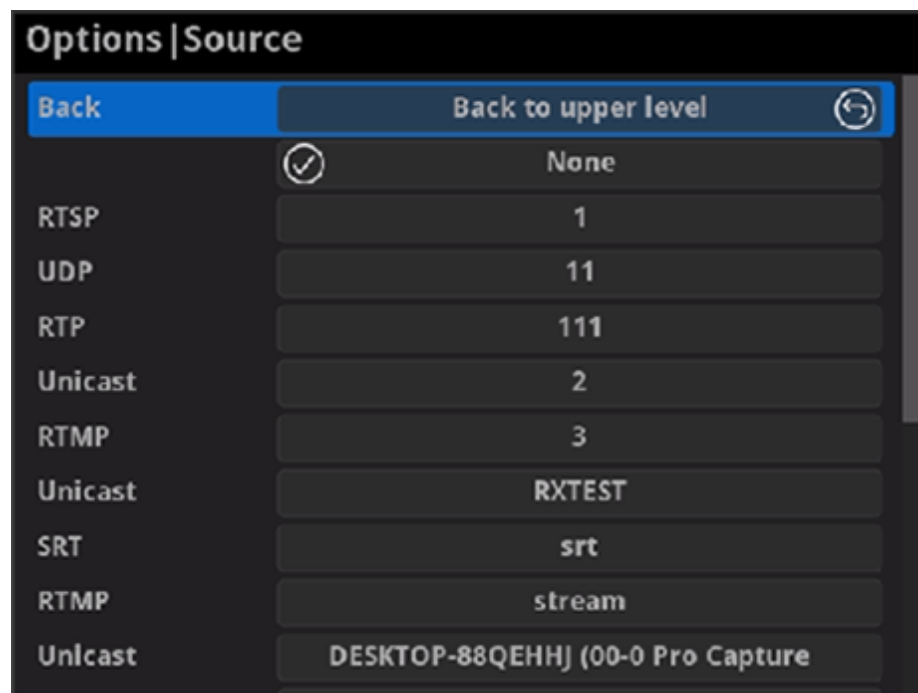 Options|Source
Back Back to upper level
None
RTSP 1
UDP 11
RTP 111
Unicast 2
RTMP 3
Unicast RXTEST
SRT srt
RTMP stream
Unicast DESKTOP-88QEHHJ (00-0 Pro Capture